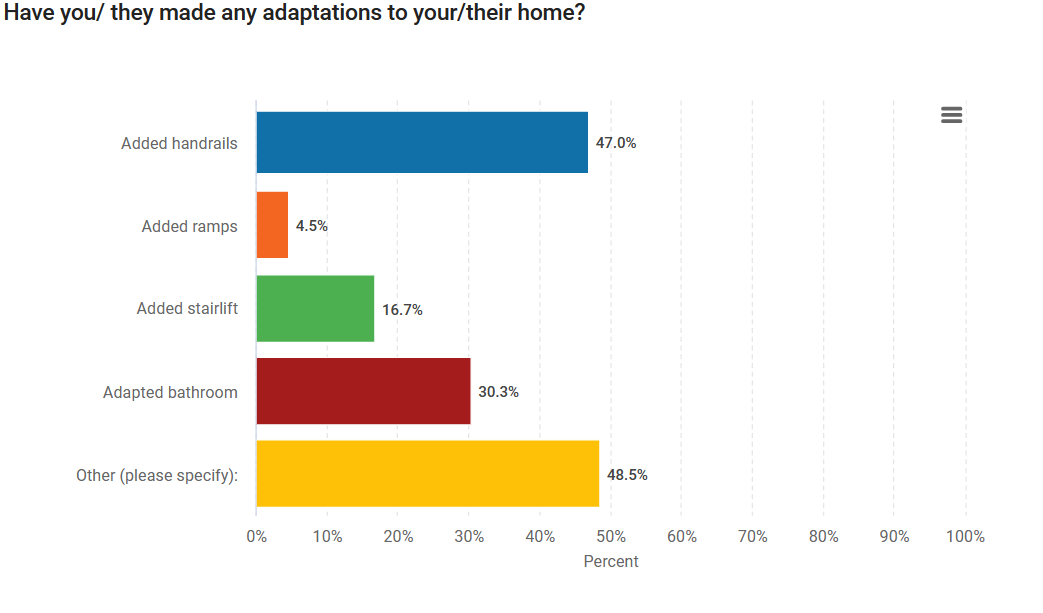 Have you/ they made any adaptations to your/their home?
Added handrails
47.0%
Added ramps
4.5%
Added stairlift
16.7%
Adapted bathroom
30.3%
Other (please specify):
48.5%
0% 10% 20% 30% 40% 50% 60% 70% 80% 90% 100%
Percent